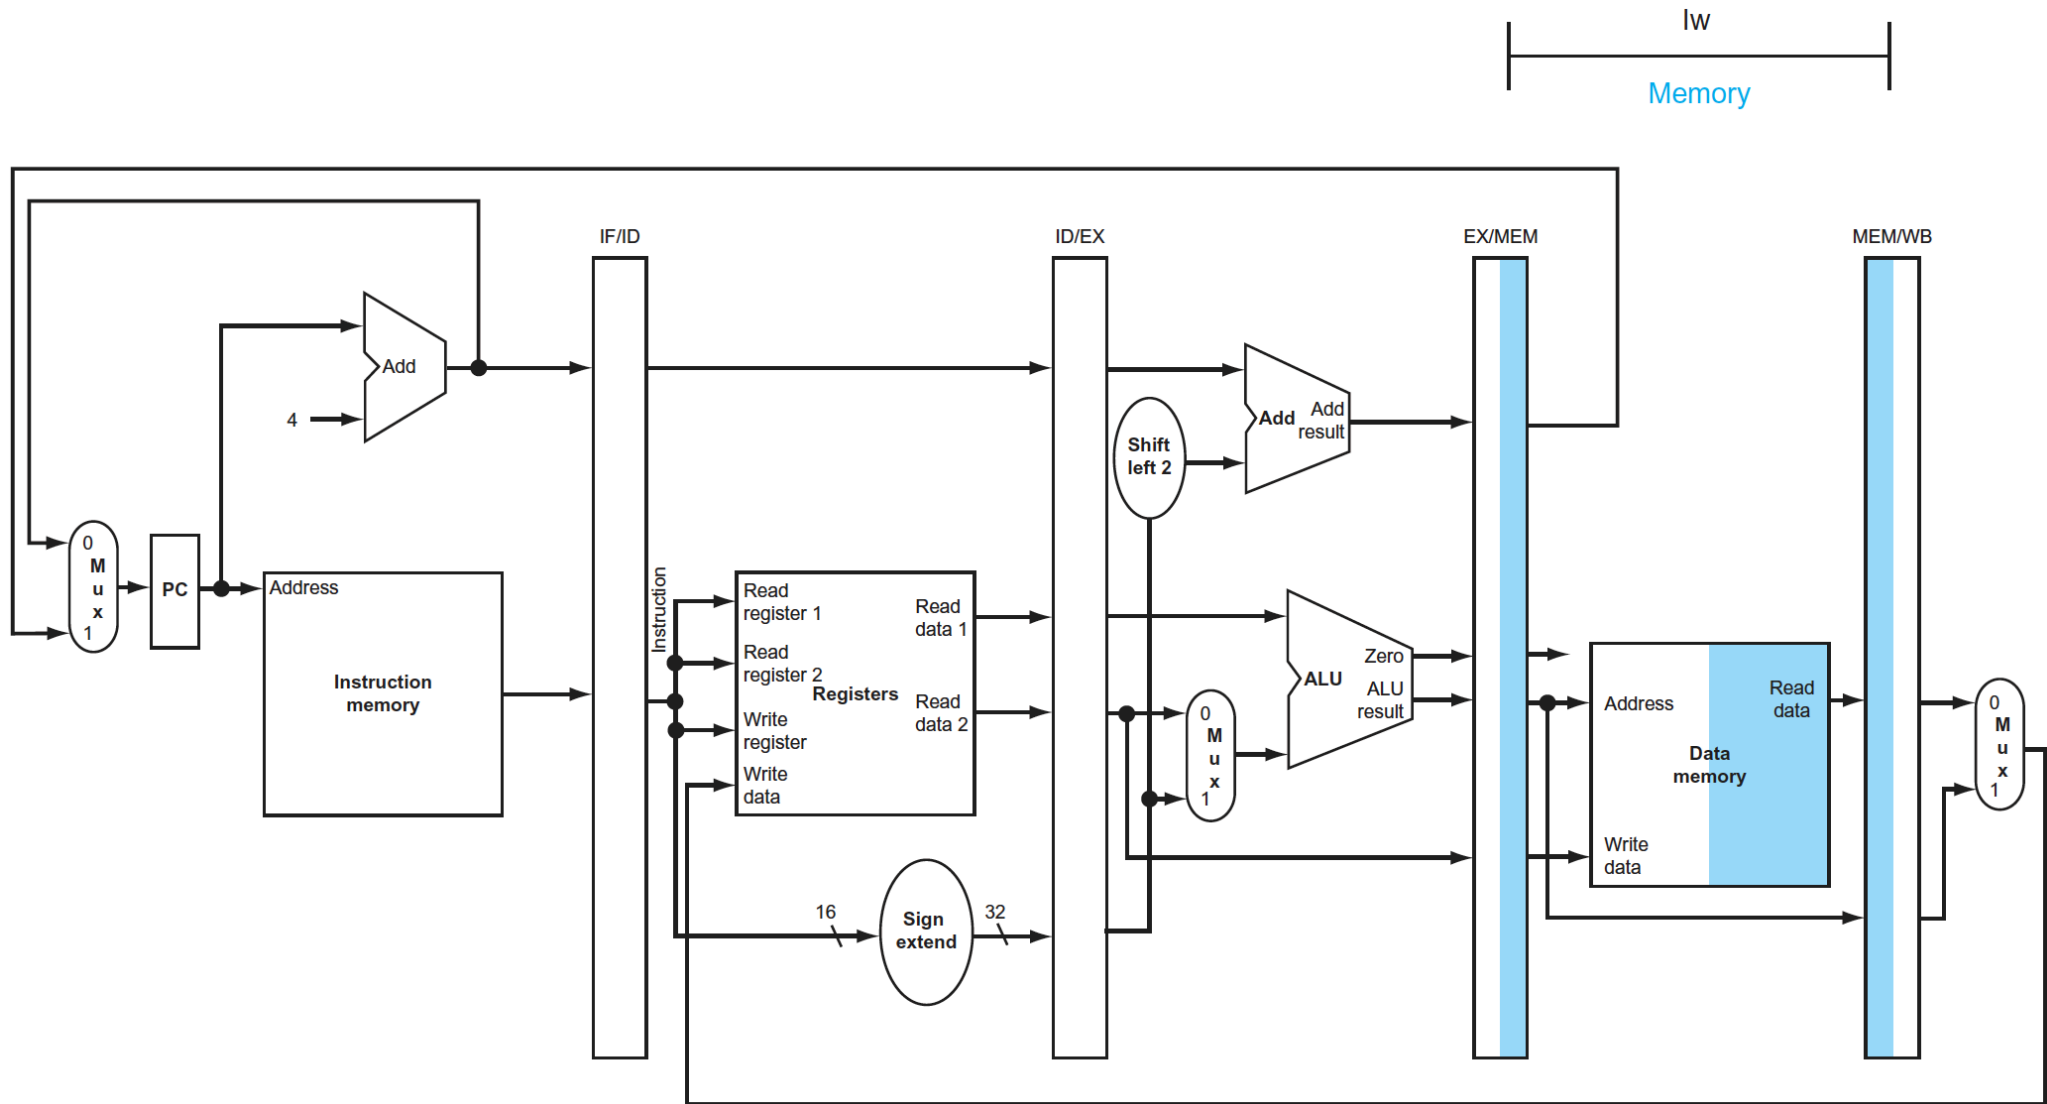 lw
Memory
IF/ID
ID/EX
EX/MEM
MEM/WB
Add
4
Add
Add
result
Shift
left 2
0
M
u
x
1
PC
Address
Instruction
memory
Instruction
Read
register 1
Read
register 2
Registers
Write
register
Write
data
Read
data 1
Read
data 2
16
Sign
extend
32
0
M
u
x
1
Zero
ALU
ALU
result
Address
Read
data
Data
memory
Write
data
0
M
u
x
1